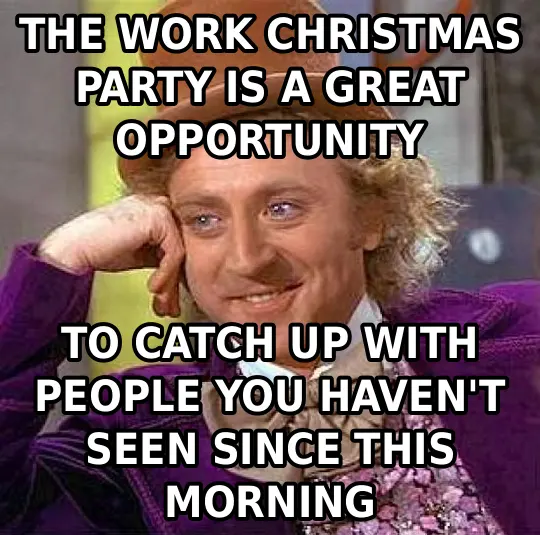 THE WORK CHRISTMAS
PARTY IS A GREAT
OPPORTUNITY
TO CATCH UP WITH
PEOPLE YOU HAVEN'T
SEEN SINCE THIS
MORNING